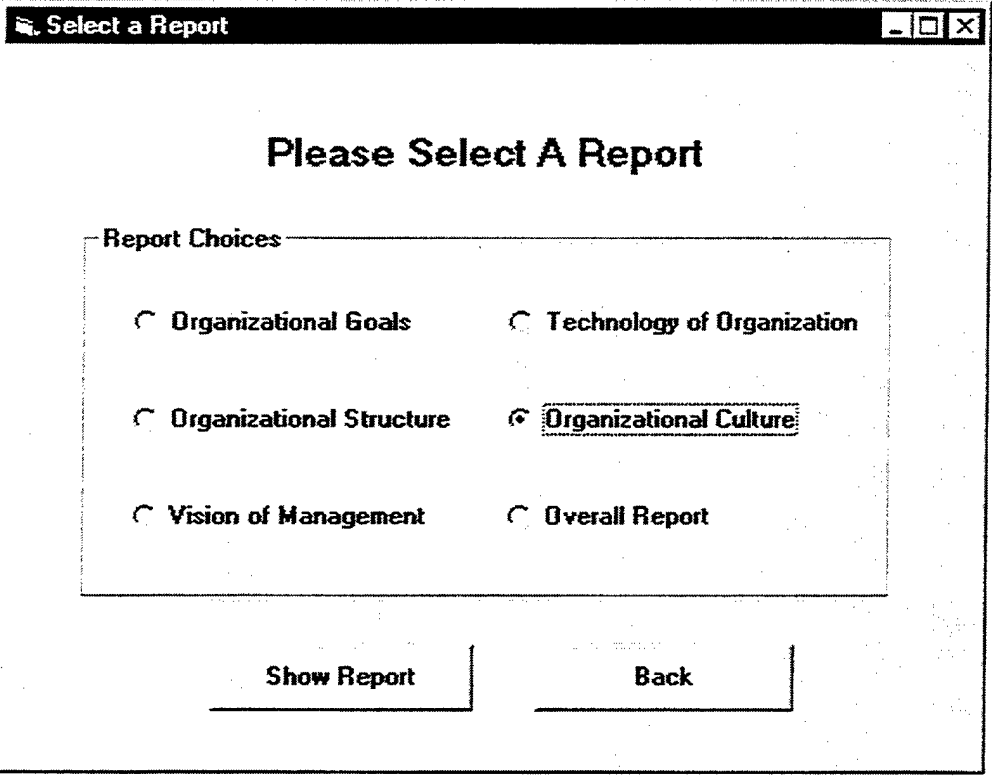 Select a Report
Please Select A Report
Report Choices
Organizational Goals
Technology of Organization
Organizational Structure
Organizational Culture
Vision of Management
Overall Report
Show Report
Back